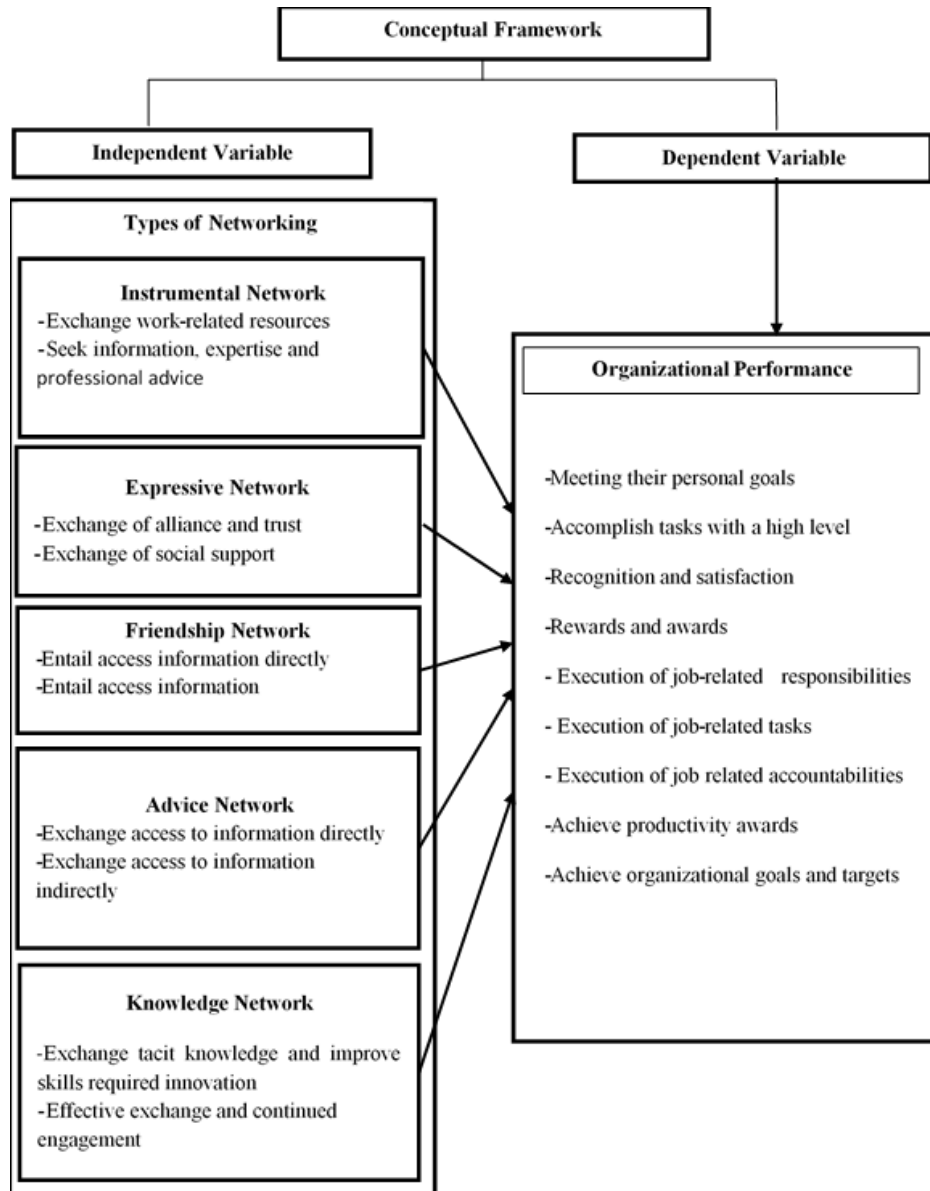 Conceptual Framework
Independent Variable
Dependent Variable
Types of Networking
Instrumental Network
-Exchange work-related resources
-Seek information, expertise and
professional advice
Expressive Network
-Exchange of alliance and trust
-Exchange of social support
Friendship Network
-Entail access information directly
-Entail access information
Advice Network
-Exchange access to information directly
-Exchange access to information
indirectly
Knowledge Network
-Exchange tacit knowledge and improve
skills required innovation
-Effective exchange and continued
engagement
Organizational Performance
-Meeting their personal goals
-Accomplish tasks with a high level
-Recognition and satisfaction
-Rewards and awards
- Execution of job-related responsibilities
- Execution of job-related tasks
- Execution of job related accountabilities
-Achieve productivity awards
-Achieve organizational goals and targets